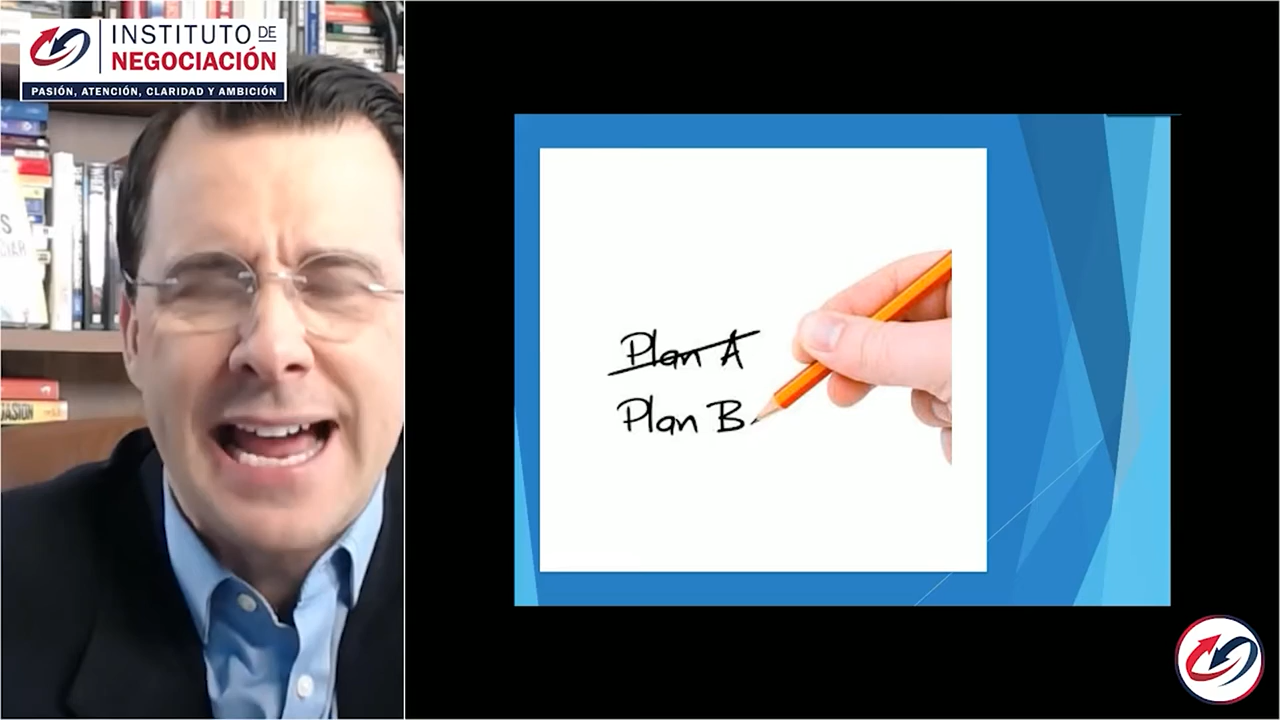 INSTITUTO DE
NEGOCIACIÓN
PASIÓN, ATENCIÓN, CLARIDAD Y AMBICIÓN
Plan A
Plan B